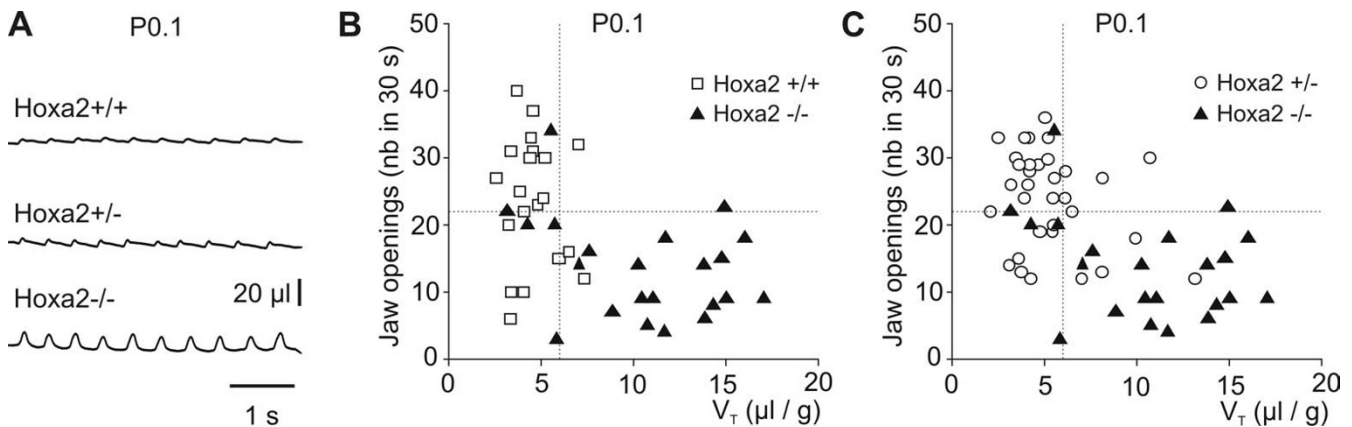 A
P0.1
Hoxa2+/+
Hoxa2+/-
20 µl
Hoxa2-/-
1 s
B
P0.1
Jaw openings (nb in 30 s)
50
40
30
20
10
0
Hoxa2 +/+
Hoxa2 -/-
0 5 10 15 20
V_T (µl / g)
C
P0.1
Jaw openings (nb in 30 s)
50
40
30
20
10
0
Hoxa2 +/-
Hoxa2 -/-
0 5 10 15 20
V_T (µl / g)